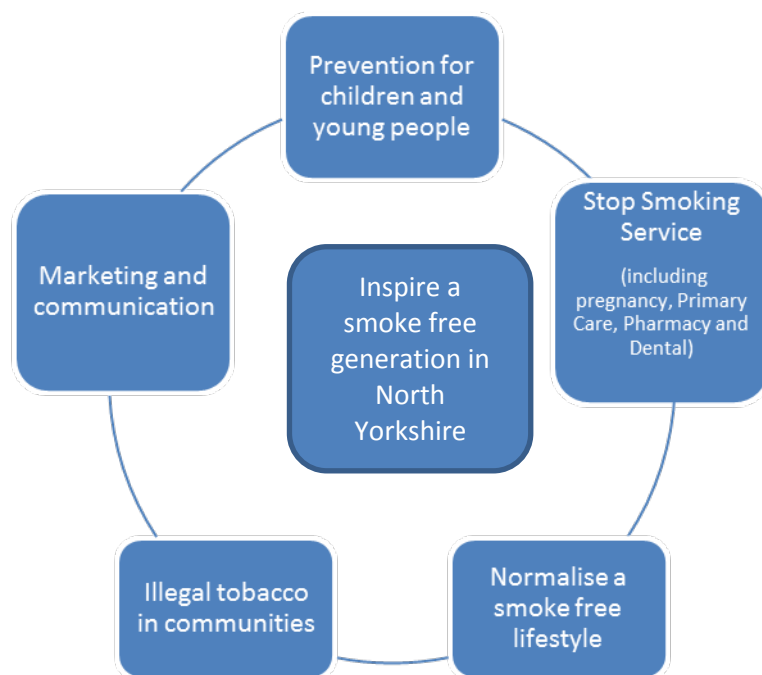 Prevention for
children and
young people
Stop Smoking
Service
(including
pregnancy, Primary
Care, Pharmacy and
Dental)
Marketing and
communication
Inspire a
smoke free
generation in
North
Yorkshire
Illegal tobacco
in communities
Normalise a
smoke free
lifestyle